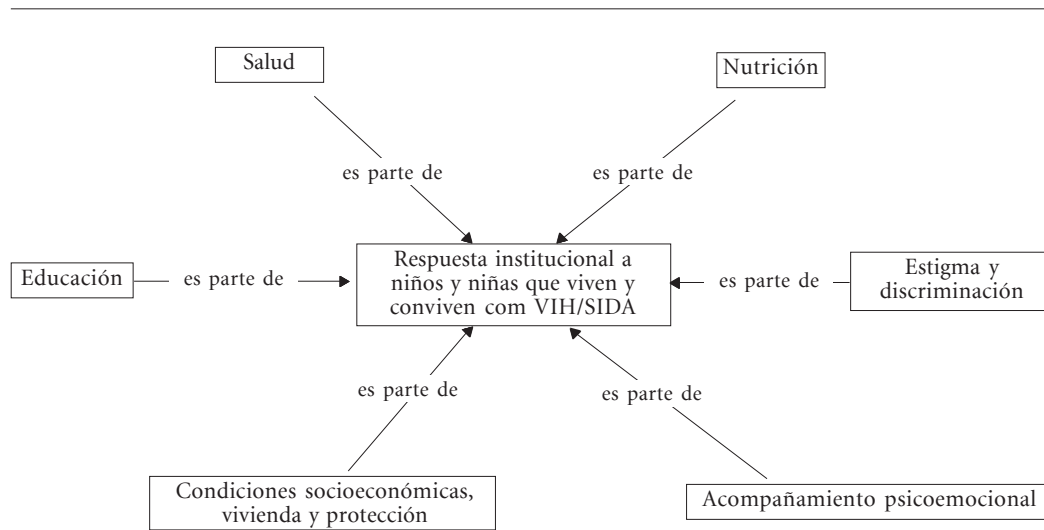 Salud
Nutrición
es parte de
es parte de
Educación
es parte de
Respuesta institucional a
niños y niñas que viven y
conviven com VIH/SIDA
es parte de
Estigma y
discriminación
es parte de
es parte de
Condiciones socioeconómicas,
vivienda y protección
Acompañamiento psicoemocional